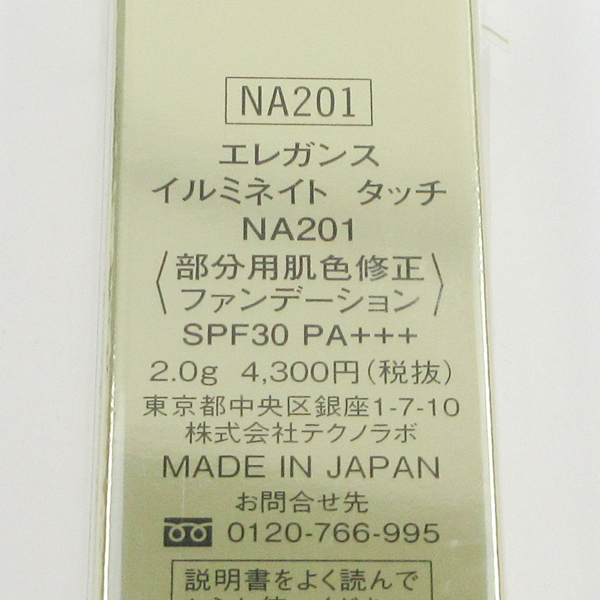 NA201
エレガンス
イルミネイト タッチ
NA201
〈部分用肌色修正
ファンデーション〉
SPF30 PA+++
2.0g 4,300円(税抜)
東京都中央区銀座1-7-10
株式会社テクノラボ
MADE IN JAPAN
お問合せ先
0120-766-995
説明書をよく読んで